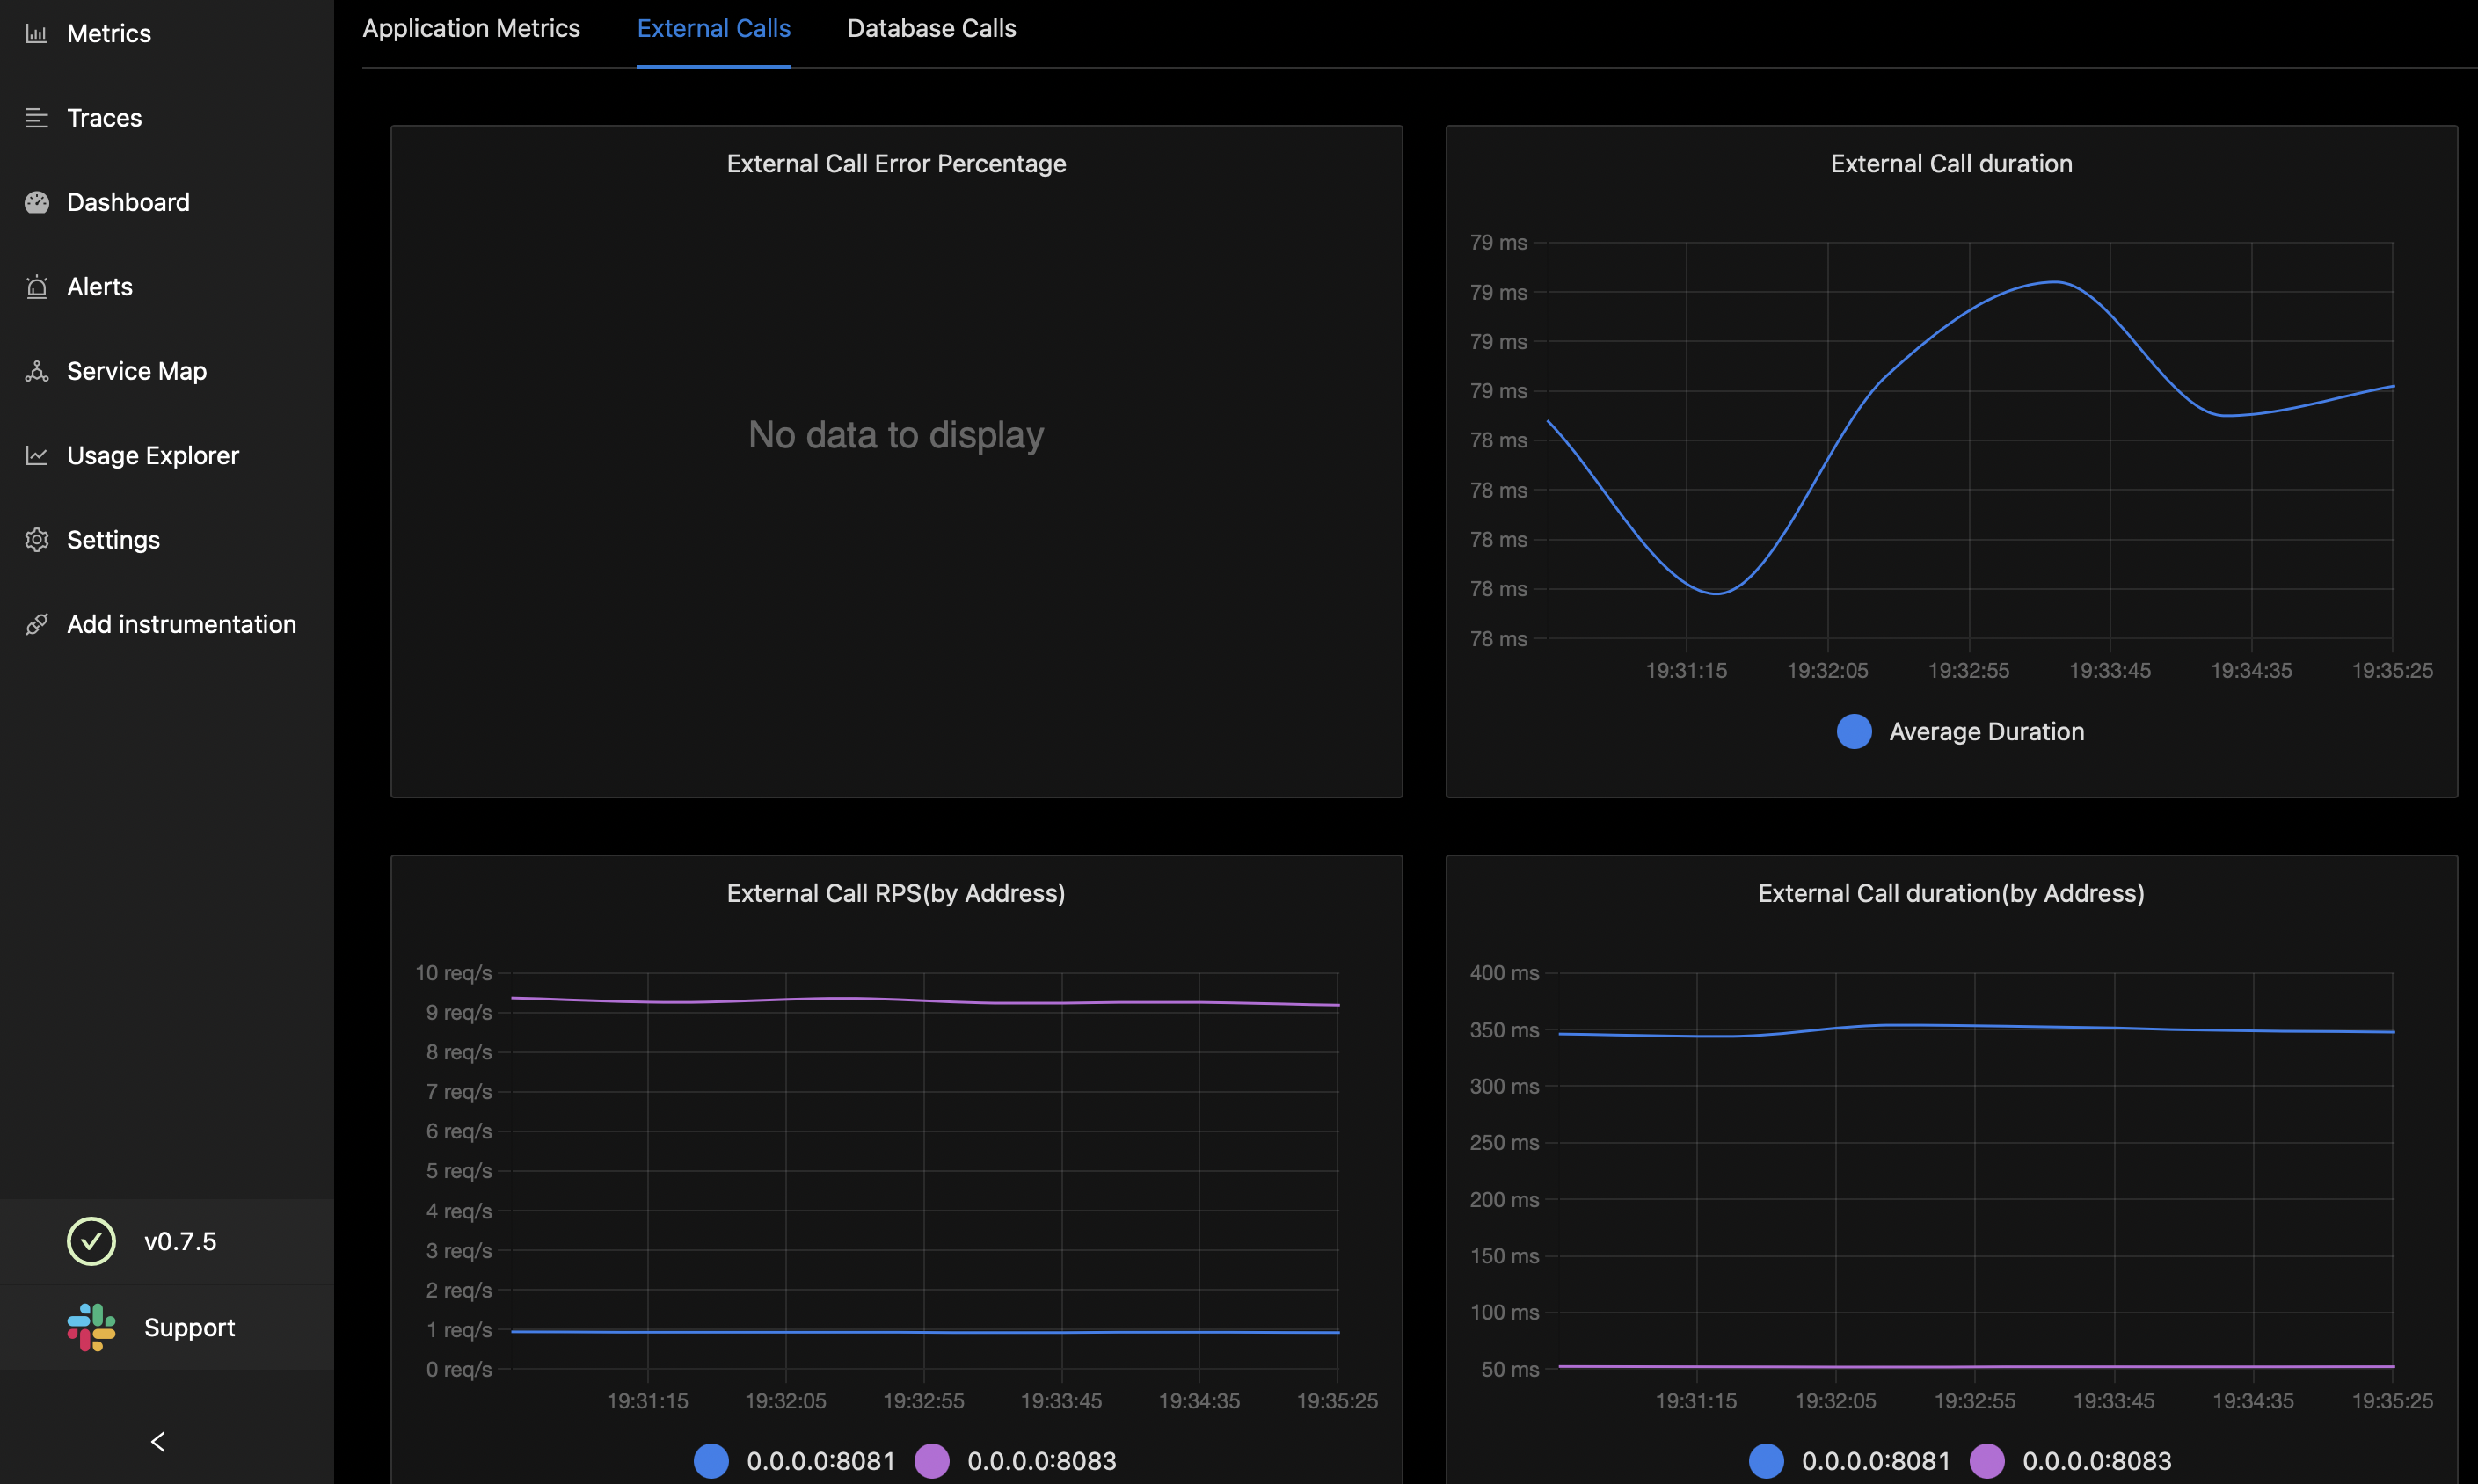 Metrics
Traces
Dashboard
Alerts
Service Map
Usage Explorer
Settings
Add instrumentation
v0.7.5
Support
Application Metrics External Calls Database Calls
External Call Error Percentage
No data to display
External Call duration
79 ms
79 ms
79 ms
79 ms
78 ms
78 ms
78 ms
78 ms
78 ms
19:31:15 19:32:05 19:32:55 19:33:45 19:34:35 19:35:25
Average Duration
External Call RPS(by Address)
10 req/s
9 req/s
8 req/s
7 req/s
6 req/s
5 req/s
4 req/s
3 req/s
2 req/s
1 req/s
0 req/s
19:31:15 19:32:05 19:32:55 19:33:45 19:34:35 19:35:25
0.0.0.0:8081 0.0.0.0:8083
External Call duration(by Address)
400 ms
350 ms
300 ms
250 ms
200 ms
150 ms
100 ms
50 ms
19:31:15 19:32:05 19:32:55 19:33:45 19:34:35 19:35:25
0.0.0.0:8081 0.0.0.0:8083